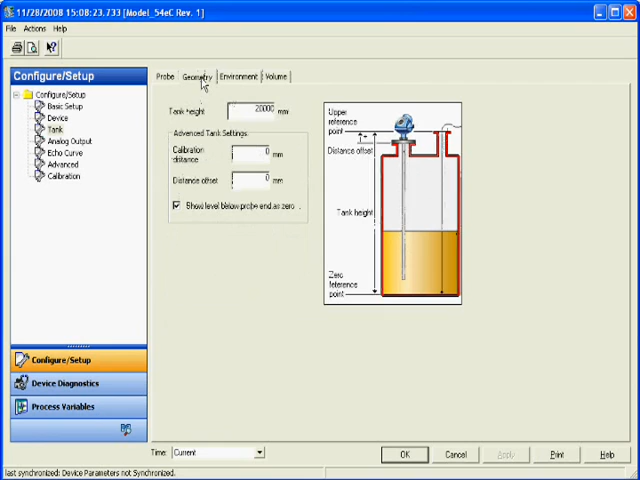 11/28/2008 15:08:23.733 [Model_54eC Rev. 1]
File Actions Help
Configure/Setup
Configure/Setup
Basic Setup
Device
Tank
Analog Output
Echo Curve
Advanced
Calibration
Configure/Setup
Device Diagnostics
Process Variables
Probe Geometry Environment Volume
Tank height 20000 mm
Advanced Tank Settings.
Calibration distance 0 mm
Distance offset 0 mm
Show level below probe end as zero .
Upper
reference
point
Distance offset
Tank height
Zero
reference
point
Time: Current
OK Cancel Apply Print Help
last synchronized: Device Parameters not Synchronized.